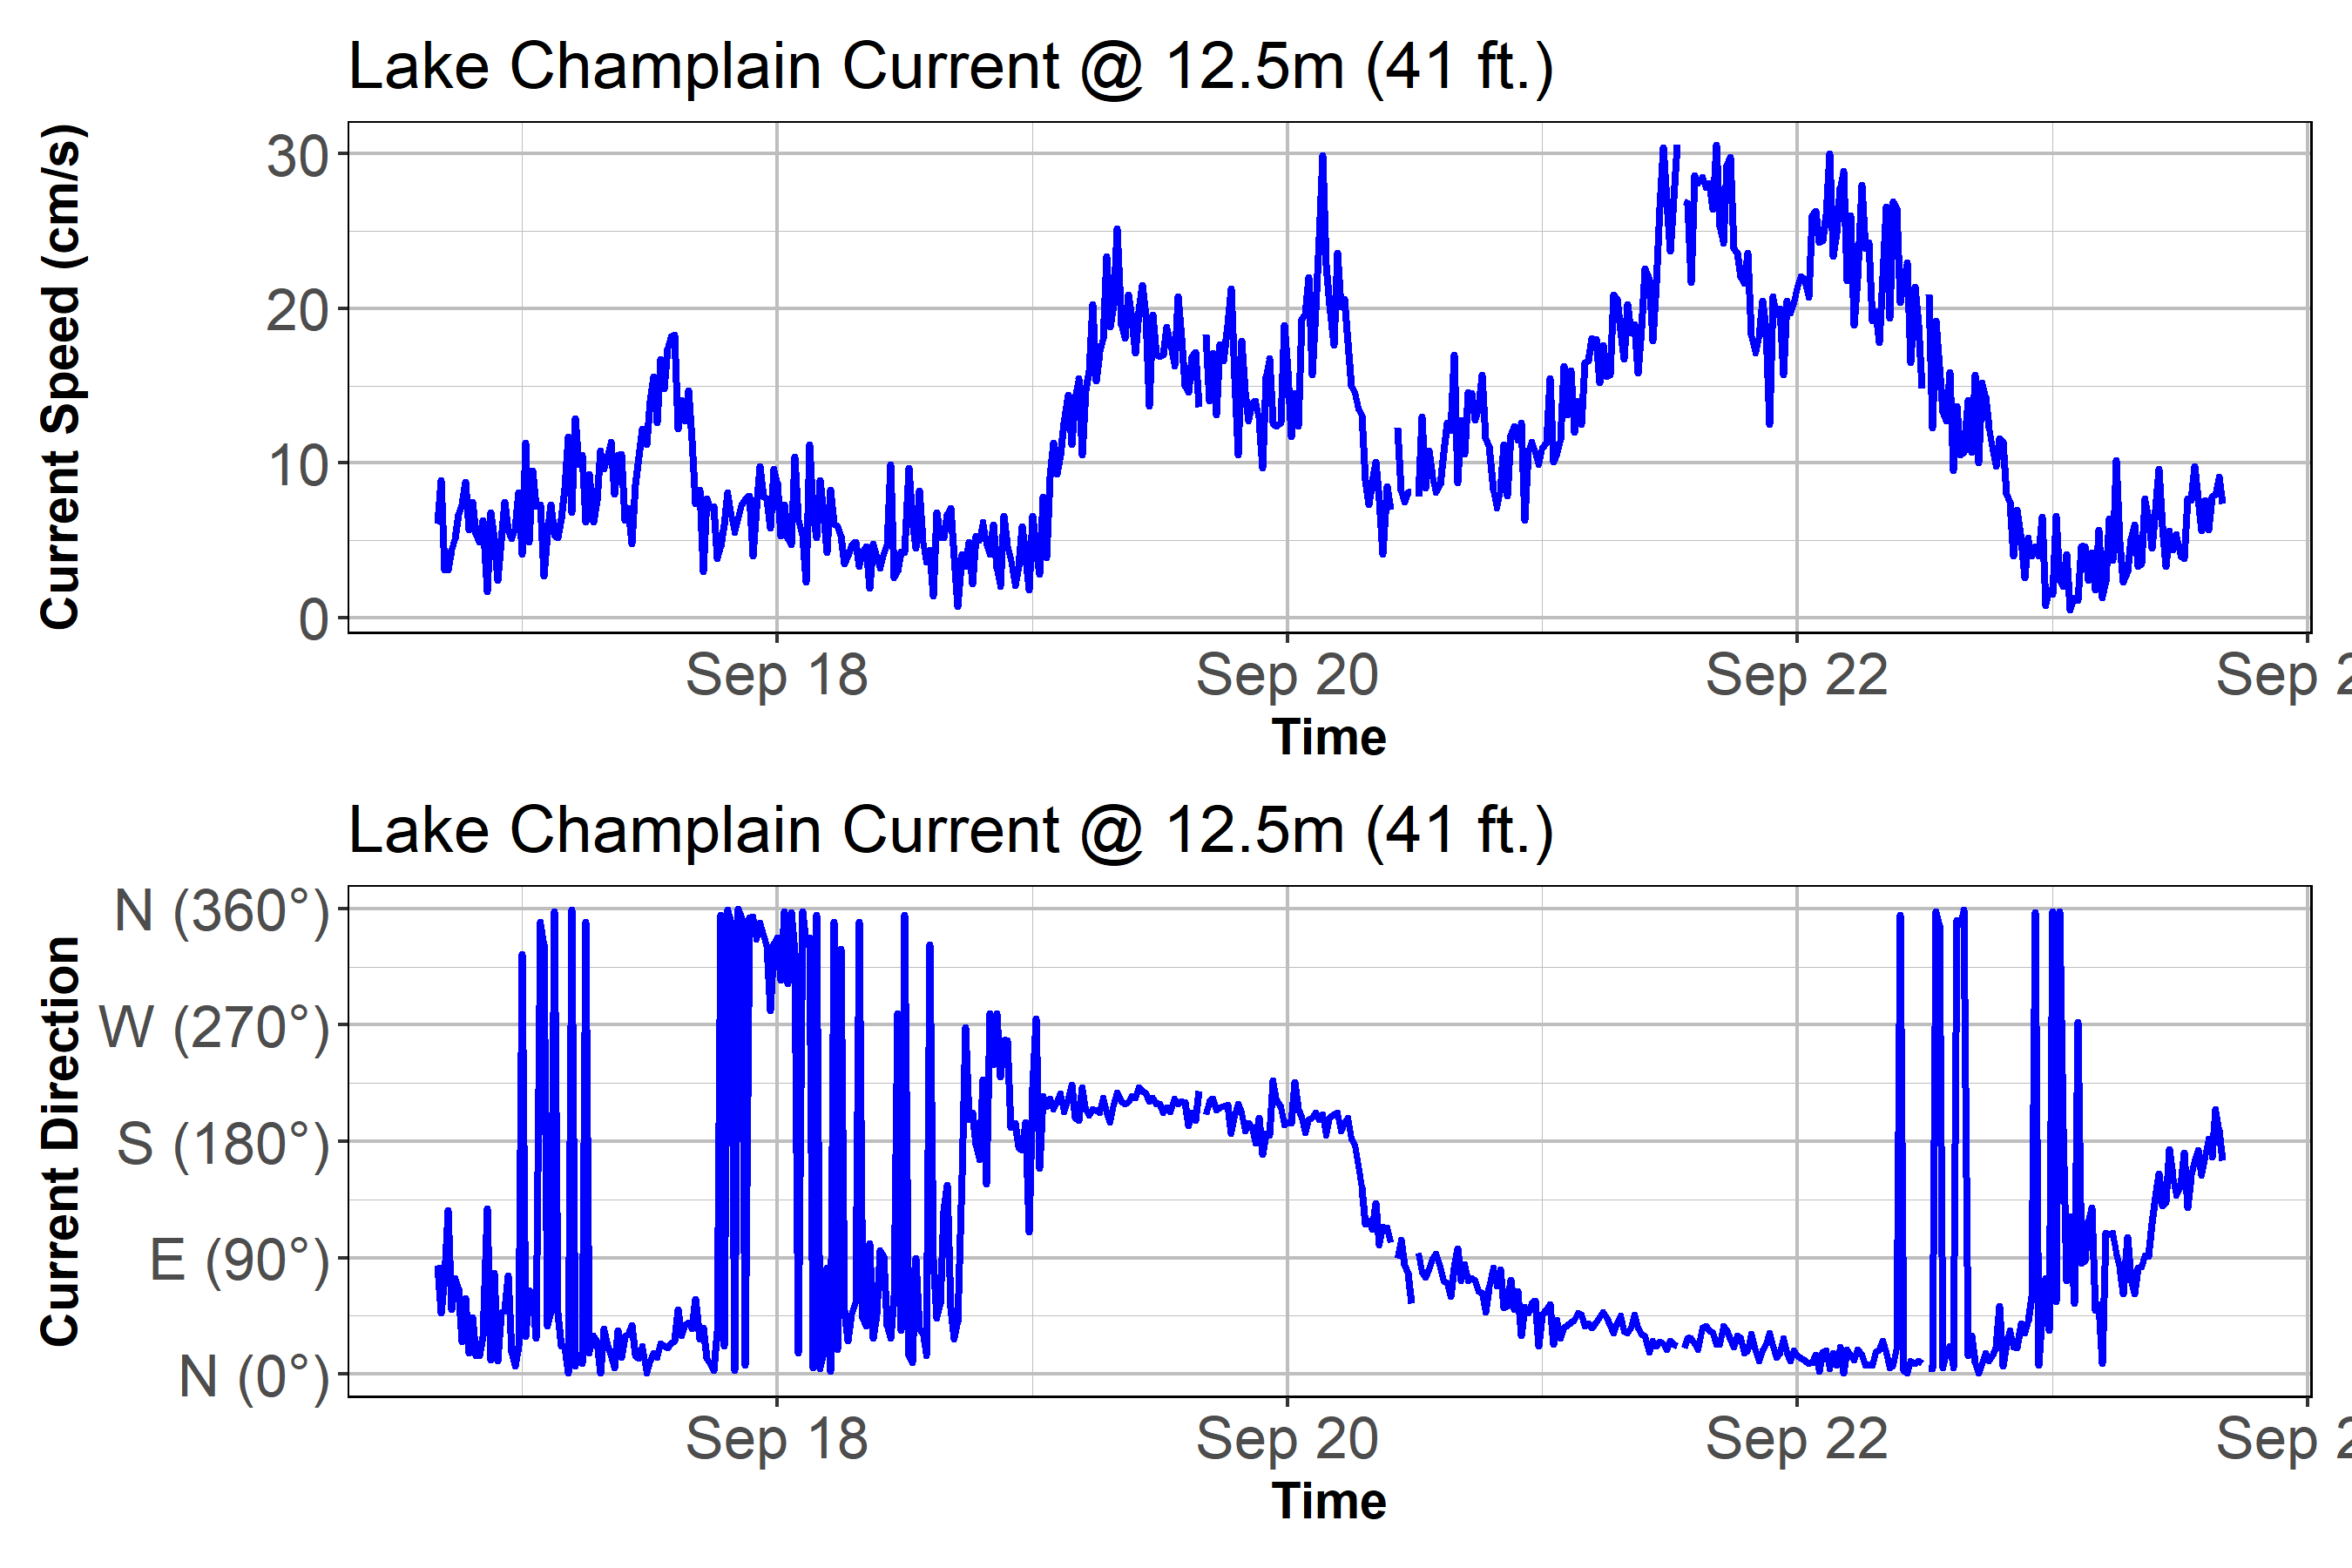 Lake Champlain Current @ 12.5m (41 ft.)
Current Speed (cm/s)
30
20
10
0
Sep 18
Sep 20
Sep 22
Sep
Time
Lake Champlain Current @ 12.5m (41 ft.)
Current Direction
N (360°)
W (270°)
S (180°)
E (90°)
N (0°)
Sep 18
Sep 20
Sep 22
Sep
Time